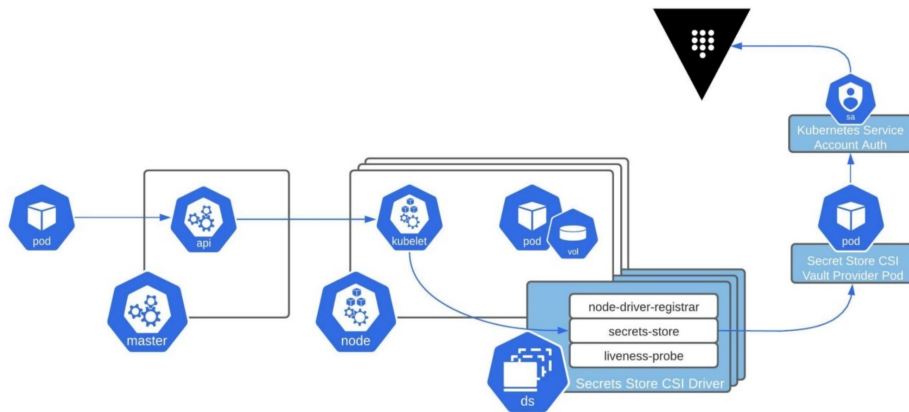 sa
Kubernetes Service
Account Auth
pod
api
kubelet
pod
vol
pod
Secret Store CSI
Vault Provider Pod
master
node
node-driver-registrar
secrets-store
liveness-probe
Secrets Store CSI Driver
ds